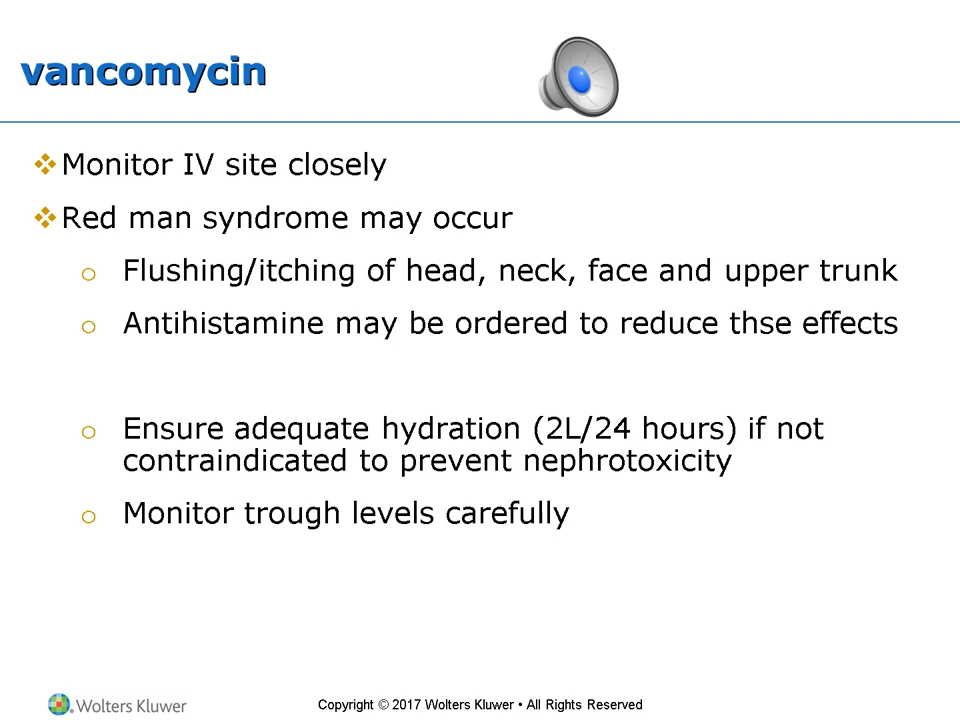 vancomycin
Monitor IV site closely
Red man syndrome may occur
Flushing/itching of head, neck, face and upper trunk
Antihistamine may be ordered to reduce thse effects
Ensure adequate hydration (2L/24 hours) if not
contraindicated to prevent nephrotoxicity
Monitor trough levels carefully
Wolters Kluwer
Copyright © 2017 Wolters Kluwer • All Rights Reserved